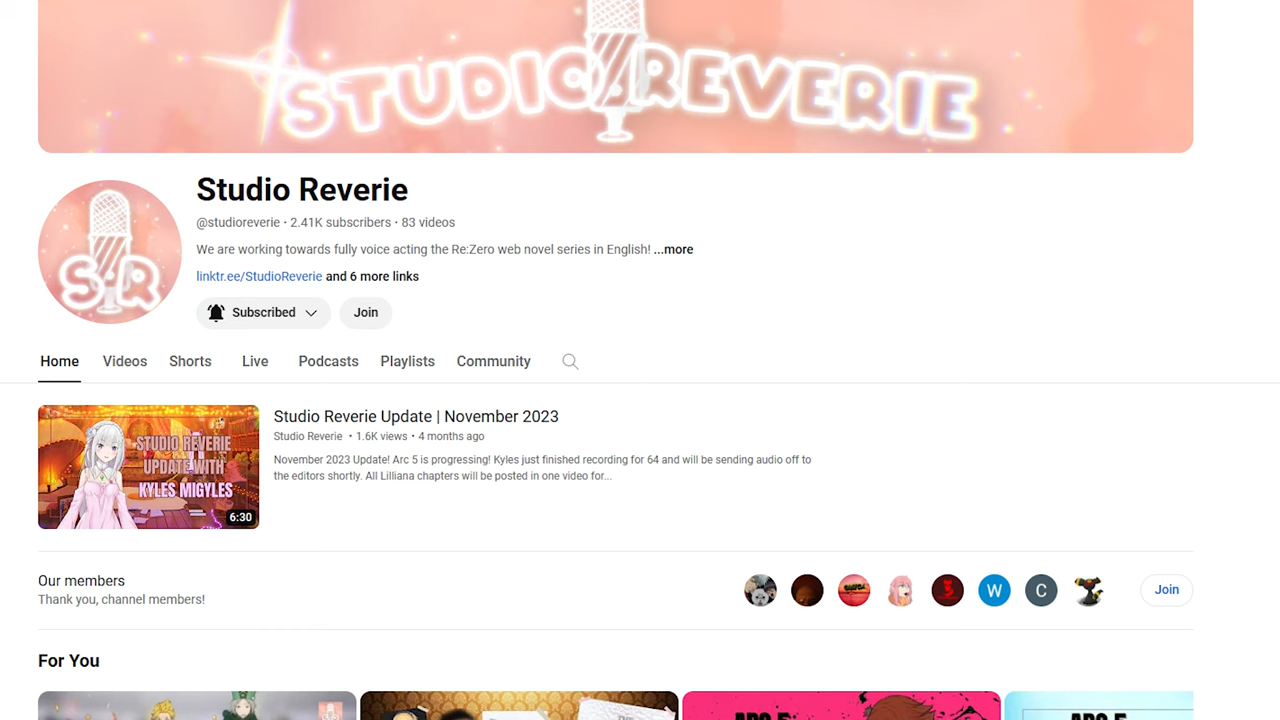 STUDIO REVERIE
Studio Reverie
@studioreverie · 2.41K subscribers · 83 videos
We are working towards fully voice acting the Re:Zero web novel series in English! ...more
linktr.ee/StudioReverie and 6 more links
Subscribed
Join
Home Videos Shorts Live Podcasts Playlists Community
S R
STUDIO REVERIE
UPDATE WITH
KYLES MIGYLES
6:30
Studio Reverie Update | November 2023
Studio Reverie · 1.6K views · 4 months ago
November 2023 Update! Arc 5 is progressing! Kyles just finished recording for 64 and will be sending audio off to
the editors shortly. All Lilliana chapters will be posted in one video for...
Our members
Thank you, channel members!
W
C
Join
For You